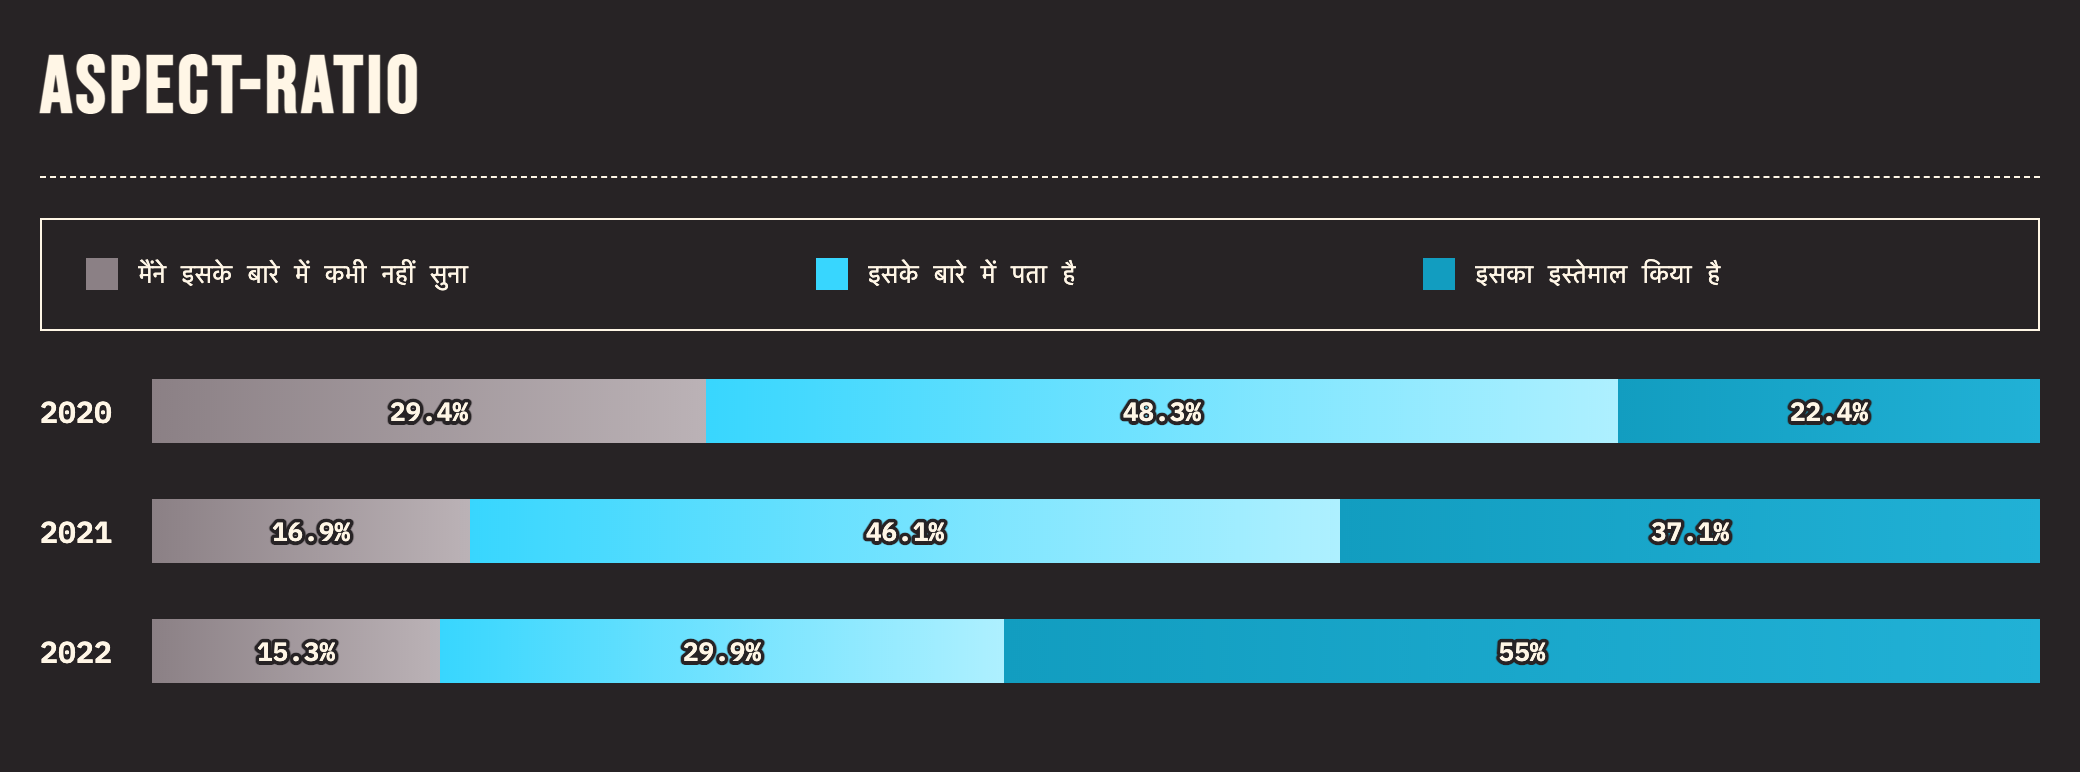 ASPECT-RATIO
मैंने इसके बारे में कभी नहीं सुना इसके बारे में पता है इसका इस्तेमाल किया है
2020 29.4% 48.3% 22.4%
2021 16.9% 46.1% 37.1%
2022 15.3% 29.9% 55%